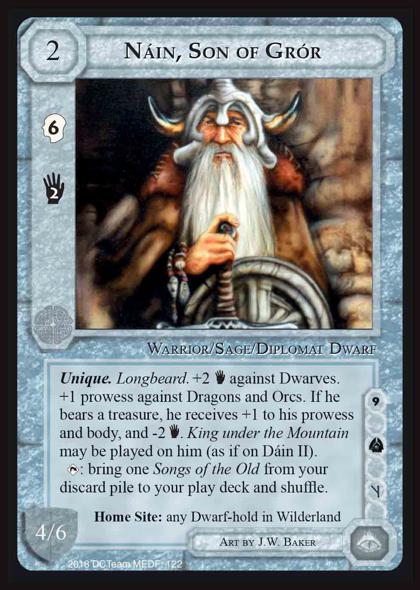 2
NÁIN, SON OF GRÓR
6
2
WARRIOR/SAGE/DIPLOMAT DWARF
Unique. Longbeard. +2 against Dwarves.
+1 prowess against Dragons and Orcs. If he
bears a treasure, he receives +1 to his prowess
and body, and -2. King under the Mountain
may be played on him (as if on Dáin II).
: bring one Songs of the Old from your
discard pile to your play deck and shuffle.
9
Home Site: any Dwarf-hold in Wilderland
4/6
ART BY J.W. BAKER
2018 DCTeam MEDF: 122